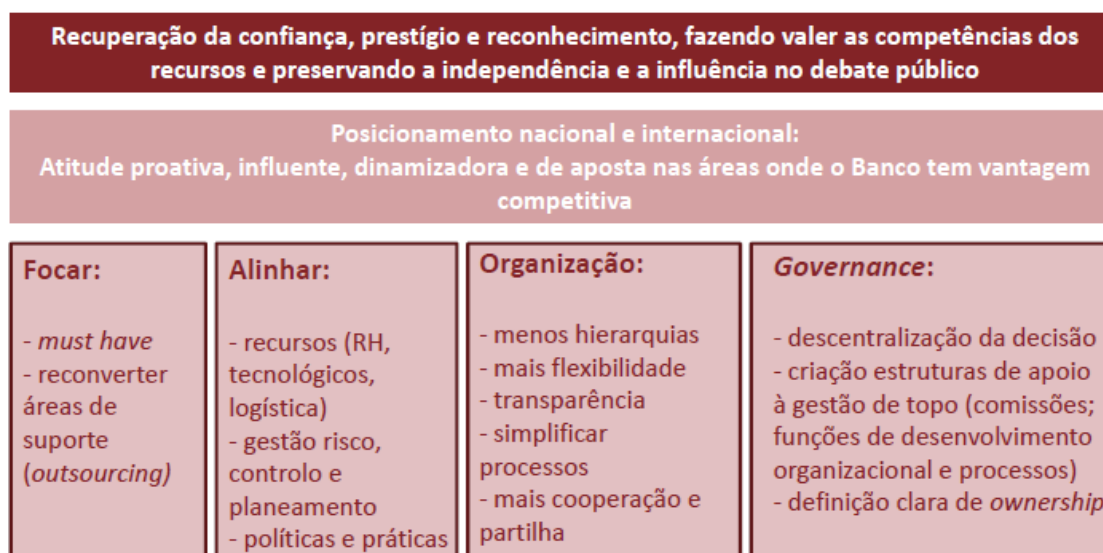 Recuperação da confiança, prestígio e reconhecimento, fazendo valer as competências dos
recursos e preservando a independência e a influência no debate público
Posicionamento nacional e internacional:
Atitude proativa, influente, dinamizadora e de aposta nas áreas onde o Banco tem vantagem
competitiva
Focar:
- must have
- reconverter
áreas de
suporte
(outsourcing)
Alinhar:
- recursos (RH,
tecnológicos,
logística)
- gestão risco,
controlo e
planeamento
- políticas e práticas
Organização:
- menos hierarquias
- mais flexibilidade
- transparência
- simplificar
processos
- mais cooperação e
partilha
Governance:
- descentralização da decisão
- criação estruturas de apoio
à gestão de topo (comissões;
funções de desenvolvimento
organizacional e processos)
- definição clara de ownership